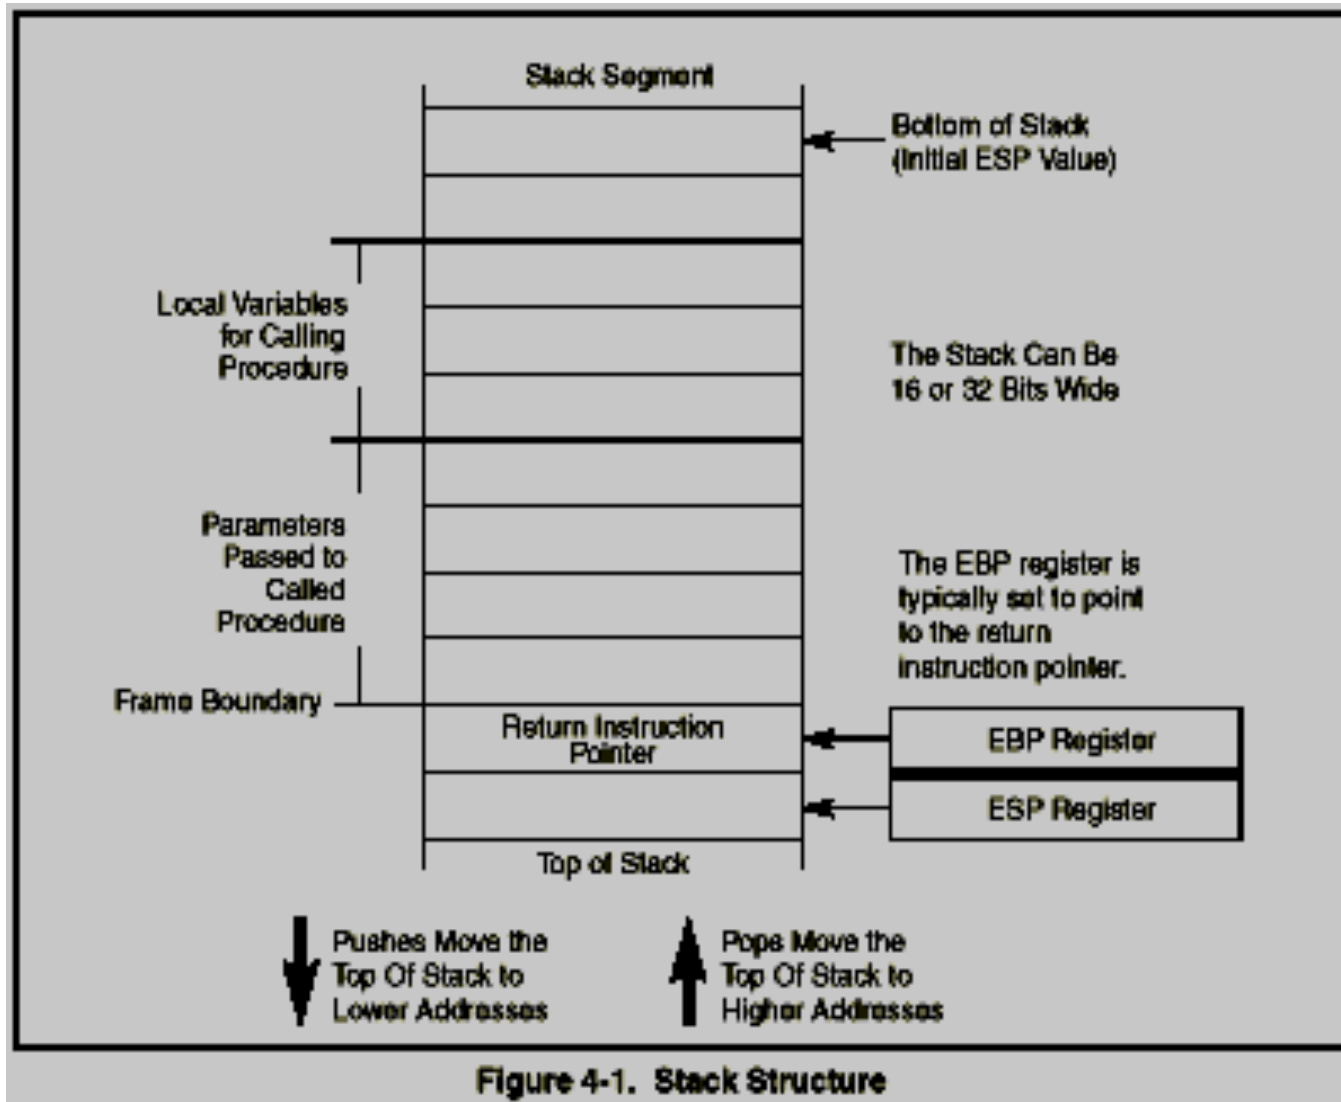 Stack Segment
Bottom of Stack
(Initial ESP Value)
Local Variables
for Calling
Procedure
The Stack Can Be
16 or 32 Bits Wide
Parameters
Passed to
Called
Procedure
The EBP register is
typically set to point
to the return
instruction pointer.
Frame Boundary
Return Instruction
Pointer
EBP Register
ESP Register
Top of Stack
Pushes Move the
Top Of Stack to
Lower Addresses
Pops Move the
Top Of Stack to
Higher Addresses
Figure 4-1. Stack Structure